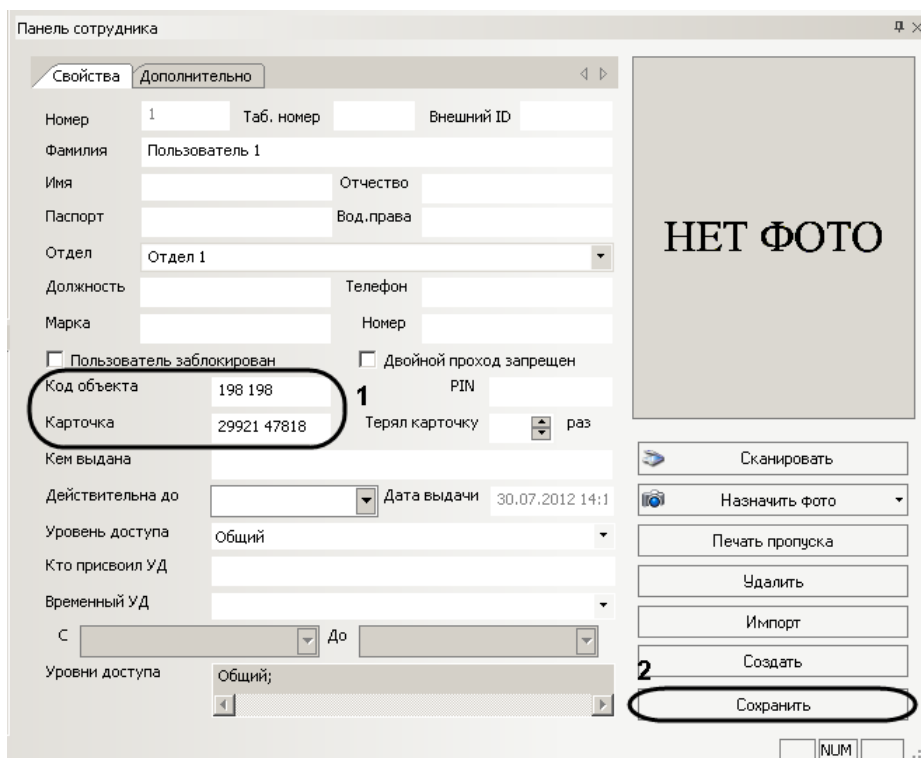 Панель сотрудника
Свойства Дополнительно
Номер 1 Таб. номер Внешний ID
Фамилия Пользователь 1
Имя Отчество
Паспорт Вод.права
Отдел Отдел 1
Должность Телефон
Марка Номер
Пользователь заблокирован Двойной проход запрещен
Код объекта 198 198 1 PIN
Карточка 29921 47818 Терял карточку раз
Кем выдана
Действительна до Дата выдачи 30.07.2012 14:1
Уровень доступа Общий
Кто присвоил УД
Временный УД
С До
Уровни доступа Общий;
НЕТ ФОТО
Сканировать
Назначить фото
Печать пропуска
Удалить
Импорт
Создать
2
Сохранить
NUM